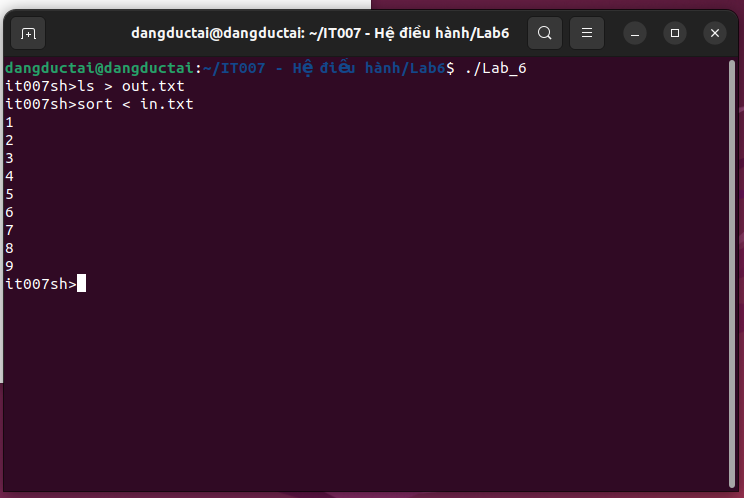 dangductai@dangductai: ~/IT007 - Hệ điều hành/Lab6
dangductai@dangductai:~/IT007 - Hệ điều hành/Lab6$ ./Lab_6
it007sh>ls > out.txt
it007sh>sort < in.txt
1
2
3
4
5
6
7
8
9
it007sh>